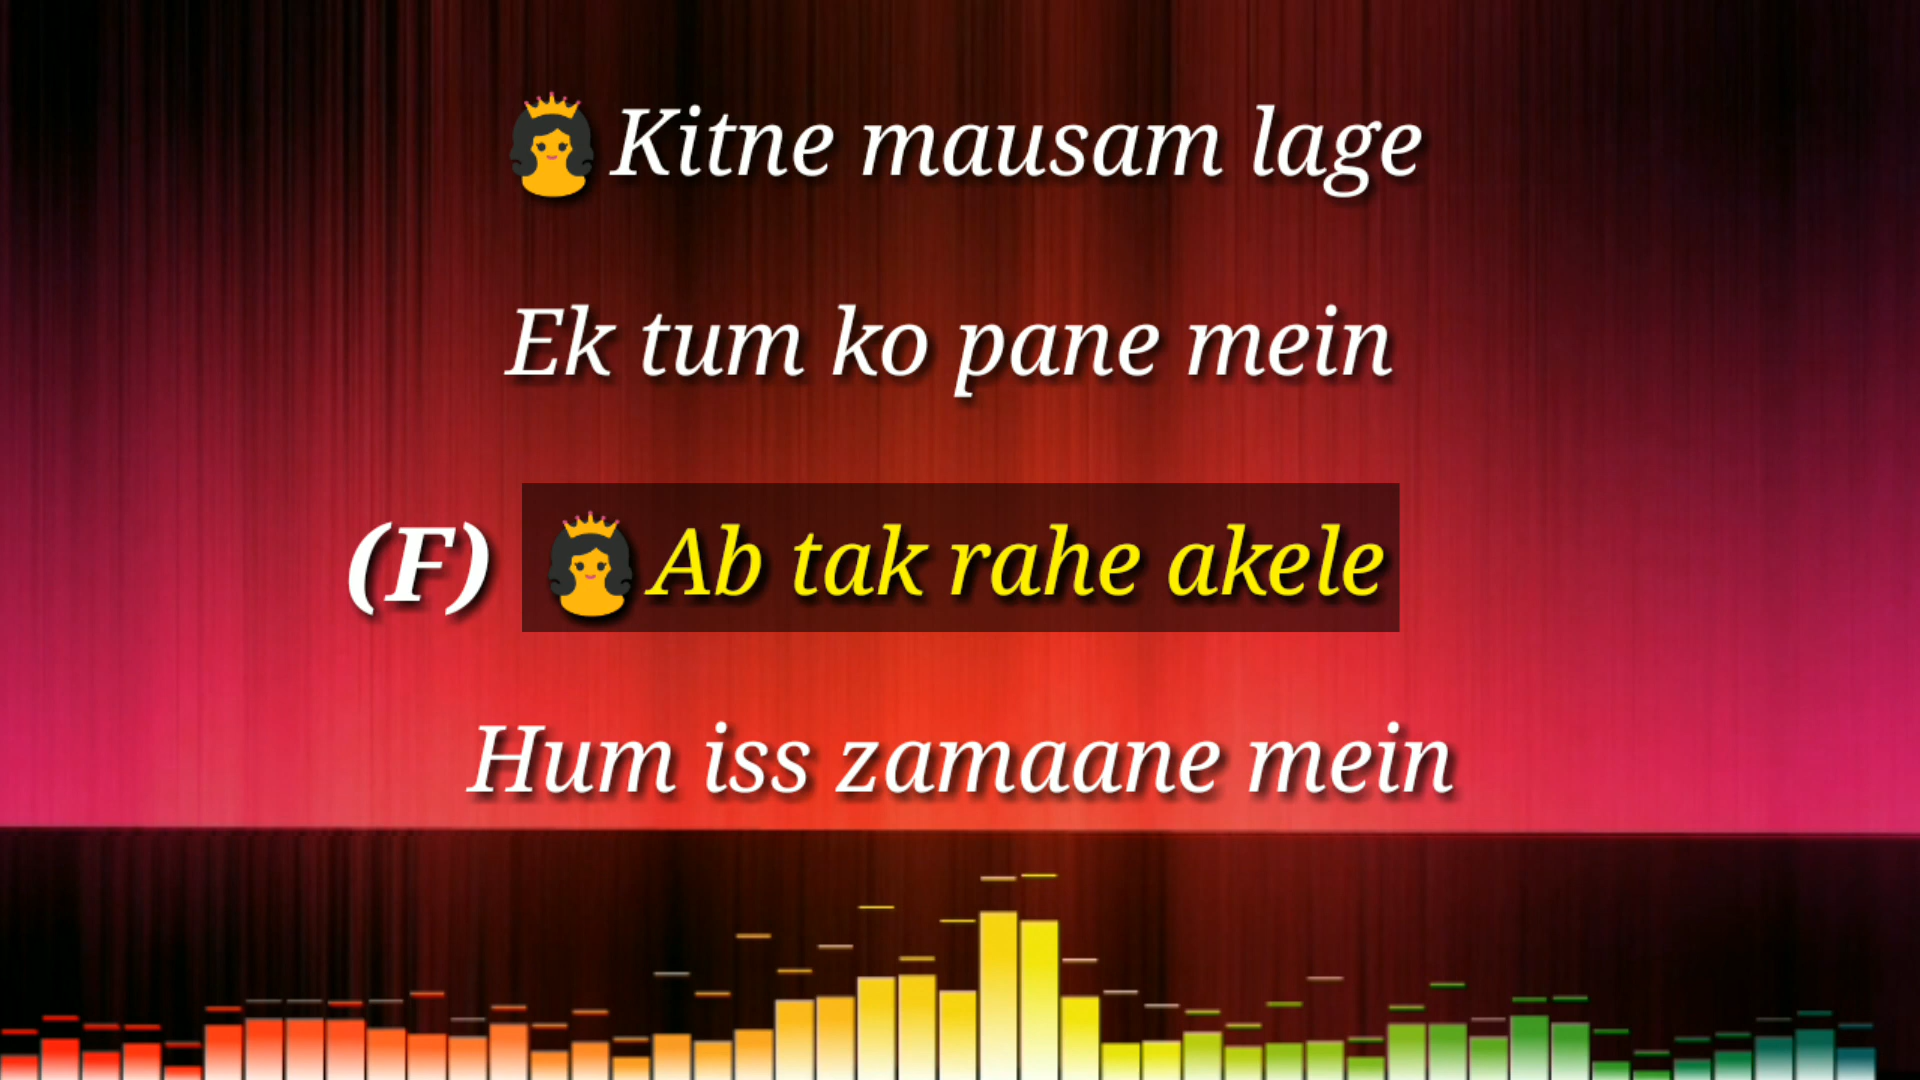 👸Kitne mausam lage
Ek tum ko pane mein
(F) 👸Ab tak rahe akele
Hum iss zamaane mein